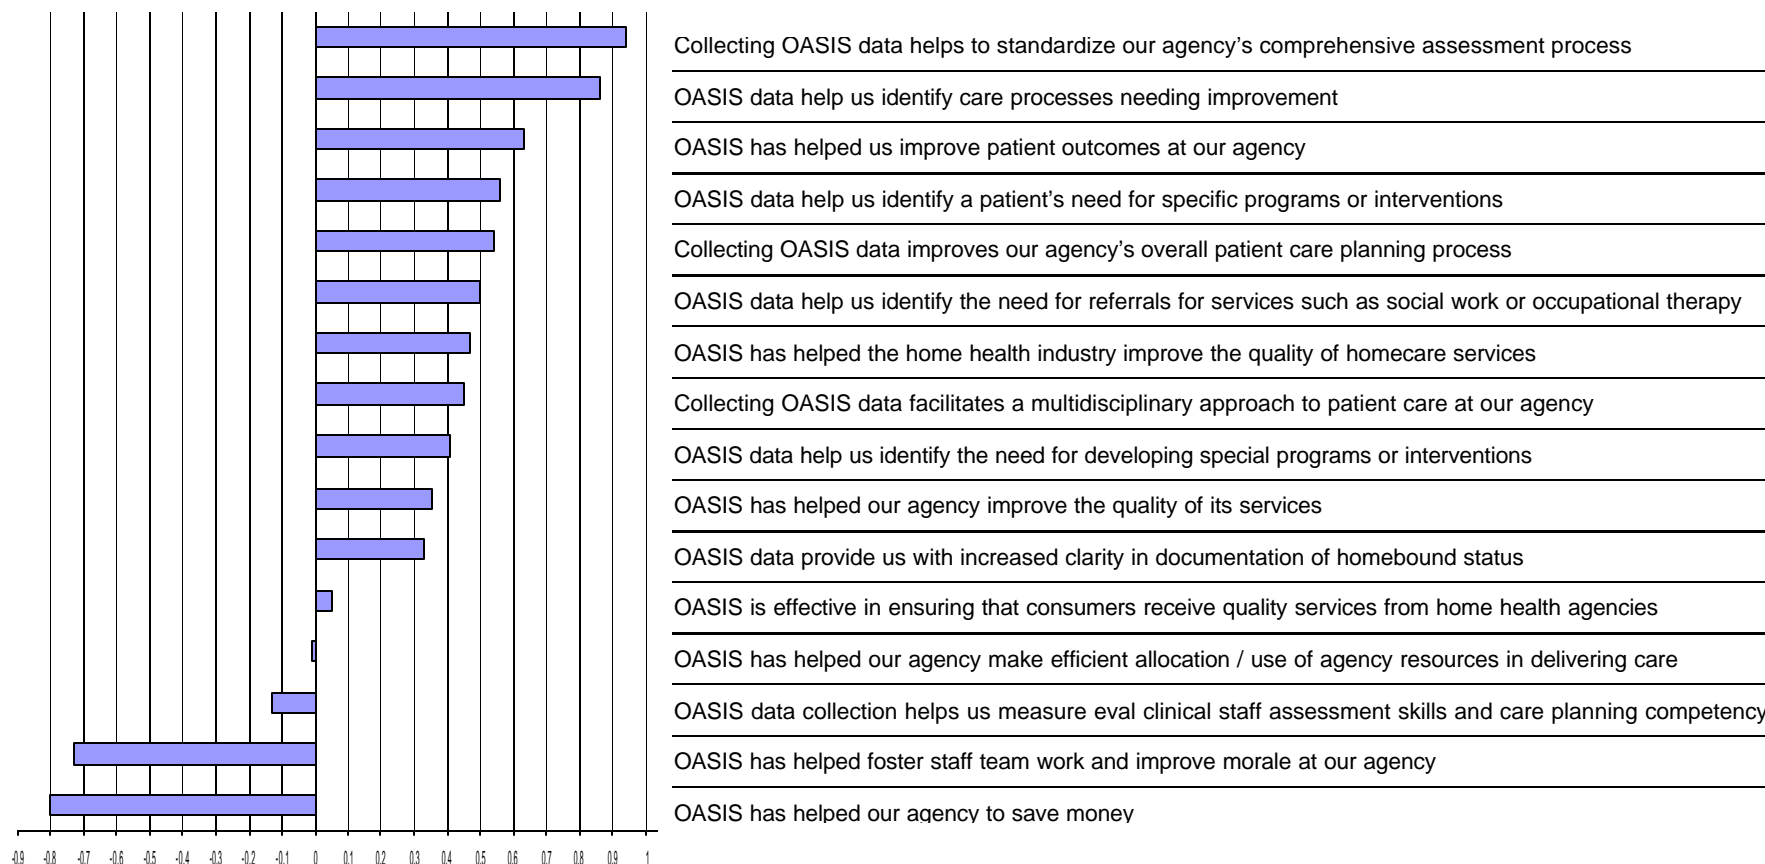 Collecting OASIS data helps to standardize our agency’s comprehensive assessment process
OASIS data help us identify care processes needing improvement
OASIS has helped us improve patient outcomes at our agency
OASIS data help us identify a patient’s need for specific programs or interventions
Collecting OASIS data improves our agency’s overall patient care planning process
OASIS data help us identify the need for referrals for services such as social work or occupational therapy
OASIS has helped the home health industry improve the quality of homecare services
Collecting OASIS data facilitates a multidisciplinary approach to patient care at our agency
OASIS data help us identify the need for developing special programs or interventions
OASIS has helped our agency improve the quality of its services
OASIS data provide us with increased clarity in documentation of homebound status
OASIS is effective in ensuring that consumers receive quality services from home health agencies
OASIS has helped our agency make efficient allocation / use of agency resources in delivering care
OASIS data collection helps us measure eval clinical staff assessment skills and care planning competency
OASIS has helped foster staff team work and improve morale at our agency
OASIS has helped our agency to save money
-0.9 -0.8 -0.7 -0.6 -0.5 -0.4 -0.3 -0.2 -0.1 0 0.1 0.2 0.3 0.4 0.5 0.6 0.7 0.8 0.9 1